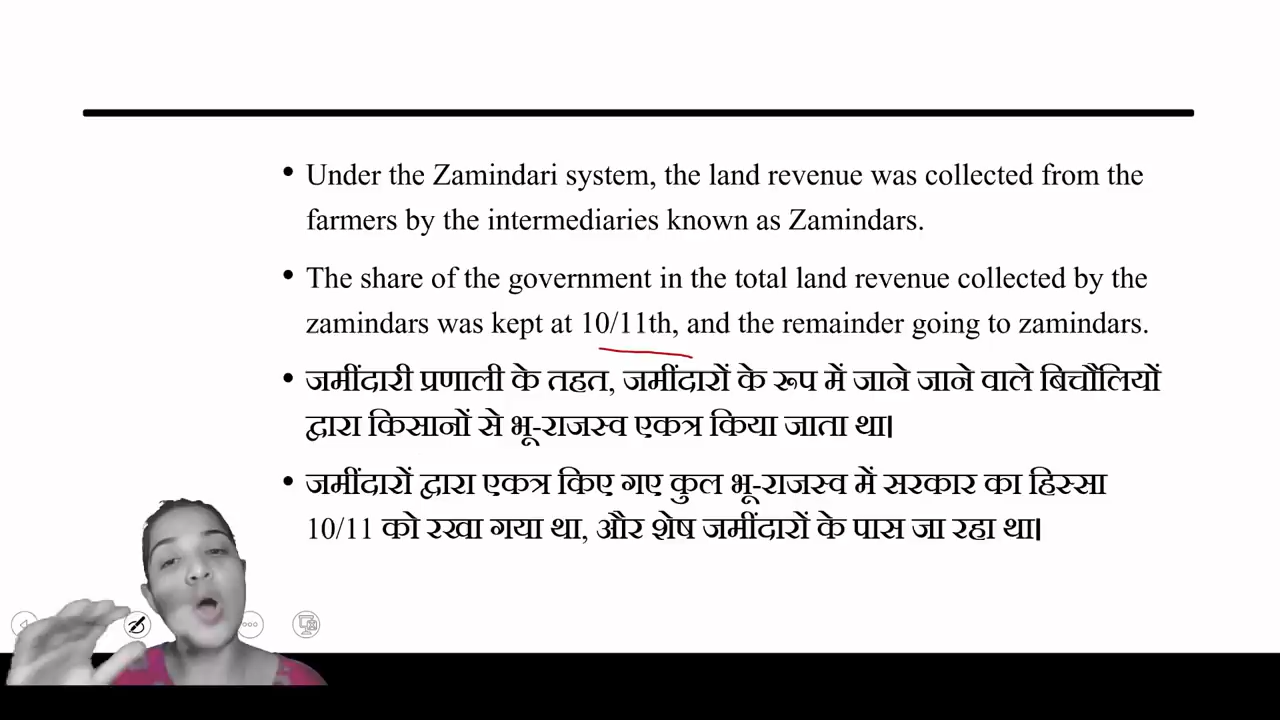 • Under the Zamindari system, the land revenue was collected from the
farmers by the intermediaries known as Zamindars.
• The share of the government in the total land revenue collected by the
zamindars was kept at 10/11th, and the remainder going to zamindars.
• जमींदारी प्रणाली के तहत, जमींदारों के रूप में जाने जाने वाले बिचौलियों
द्वारा किसानों से भू-राजस्व एकत्र किया जाता था।
• जमींदारों द्वारा एकत्र किए गए कुल भू-राजस्व में सरकार का हिस्सा
10/11 को रखा गया था, और शेष जमींदारों के पास जा रहा था।